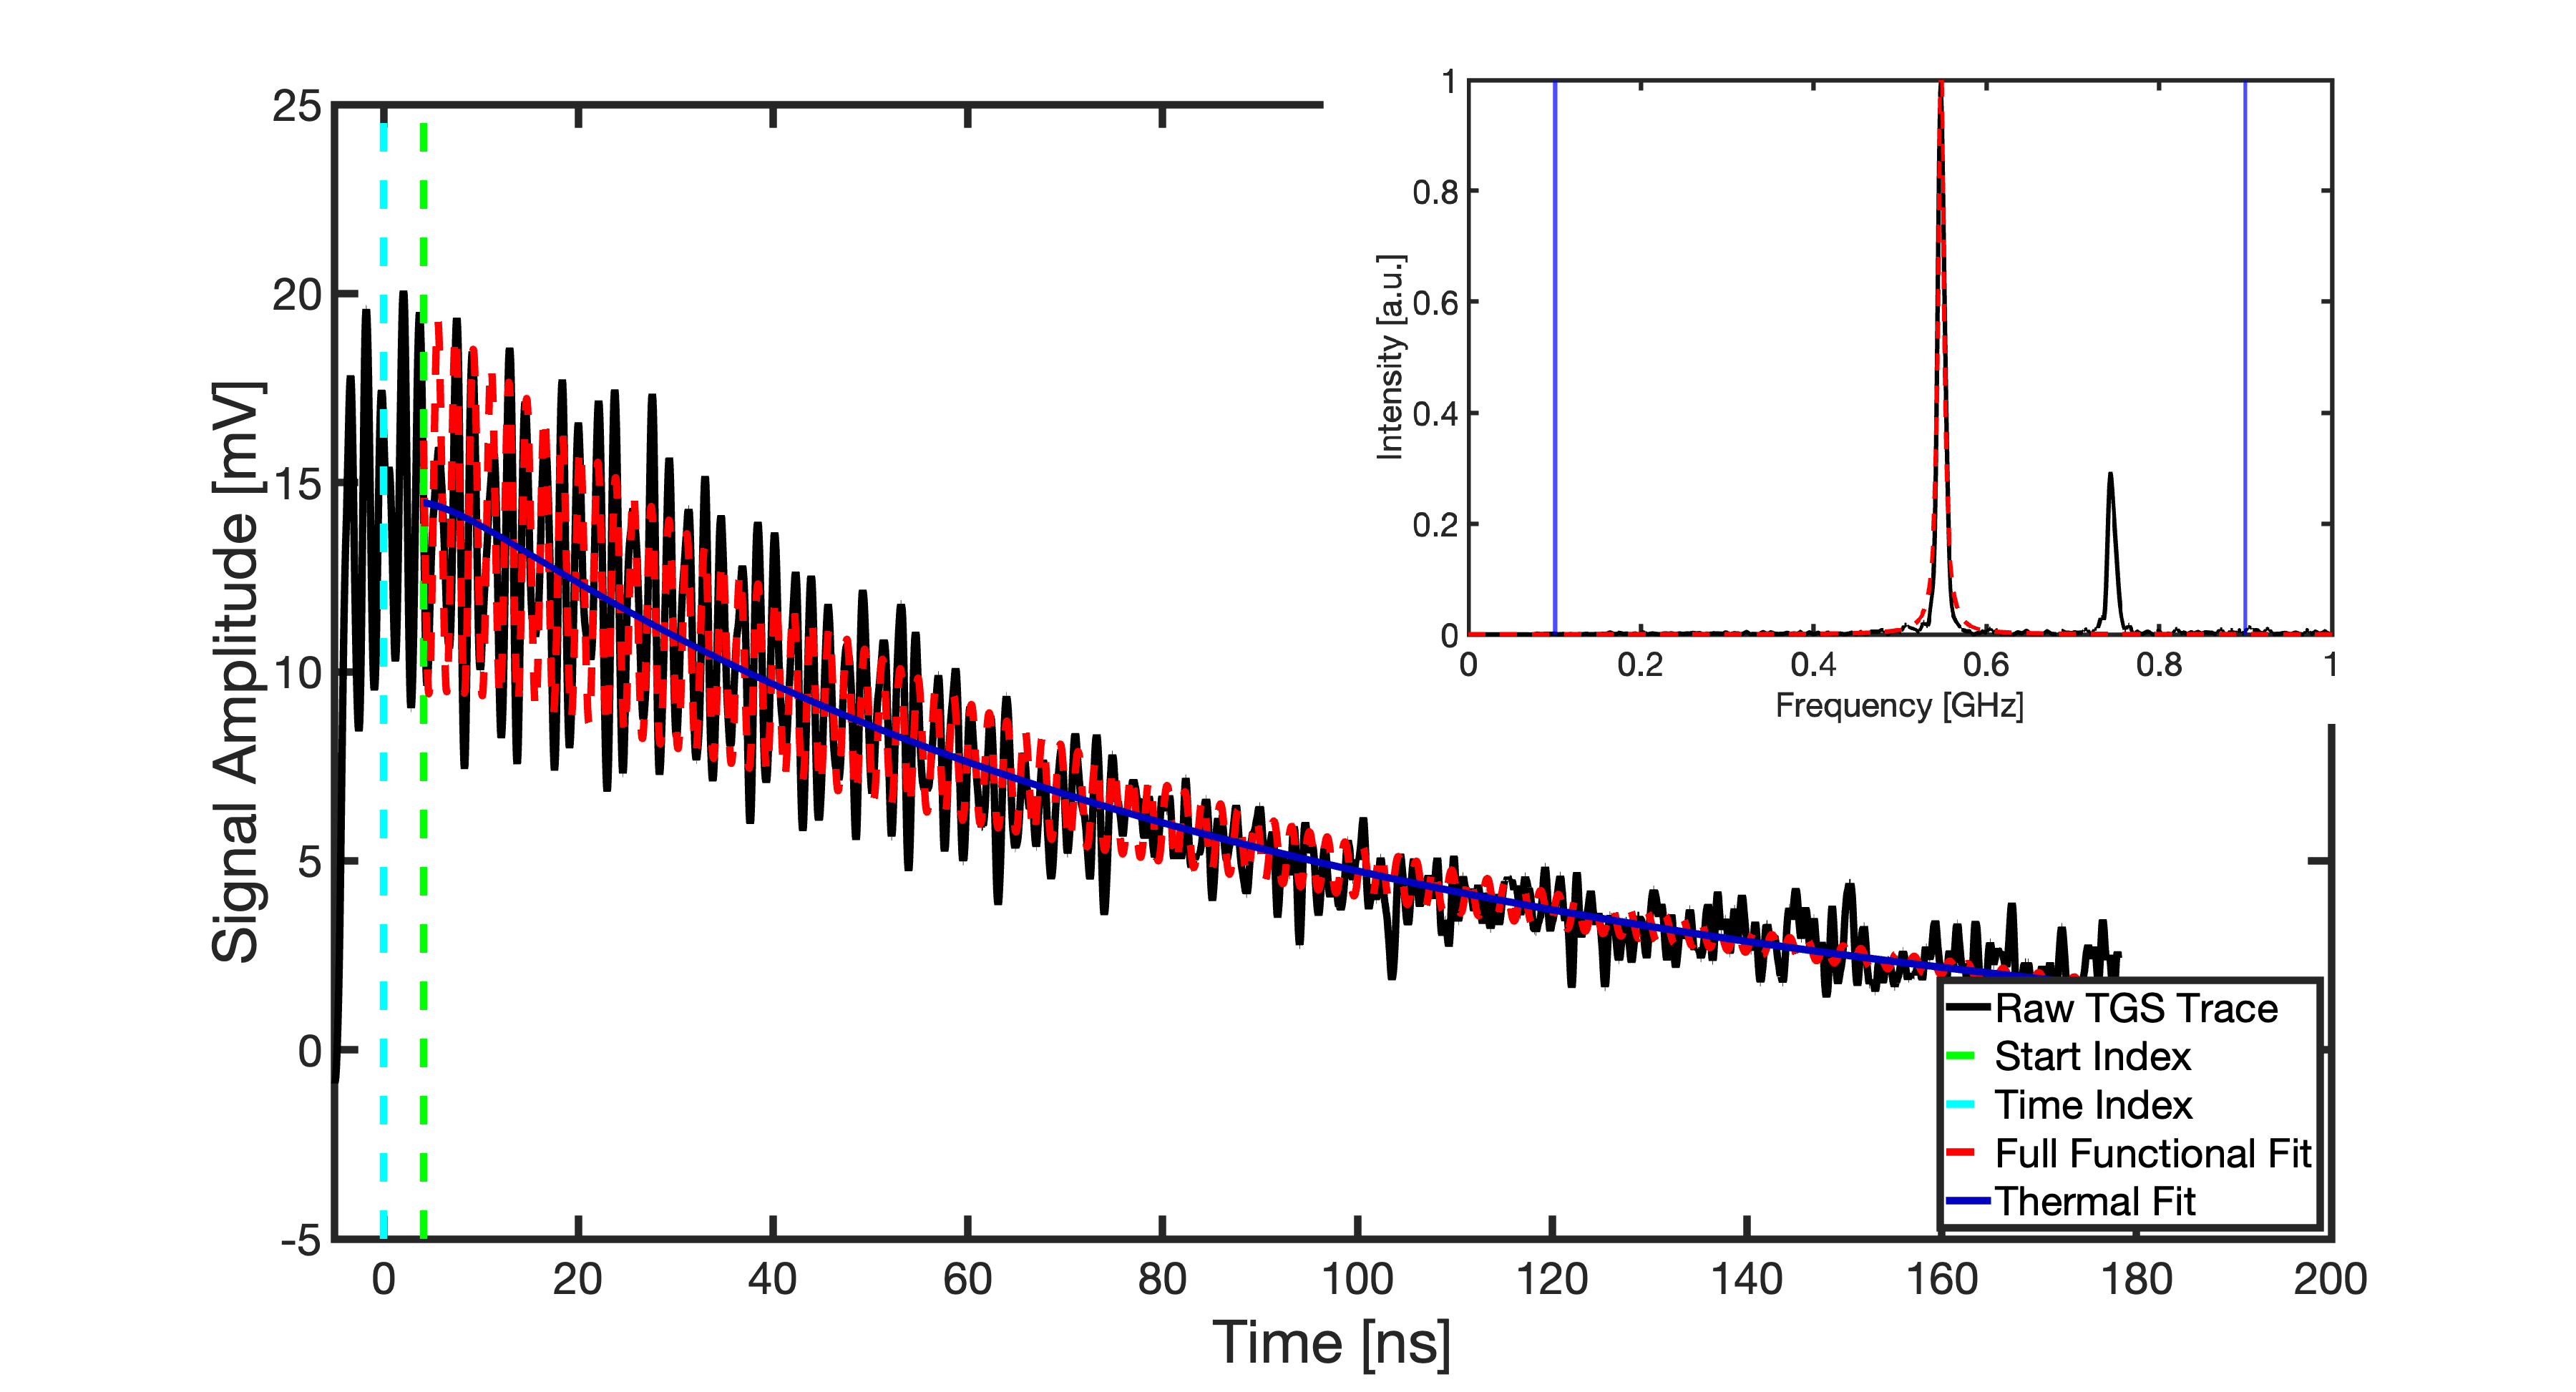 25
20
15
10
5
0
-5
Signal Amplitude [mV]
0 20 40 60 80 100 120 140 160 180 200
Time [ns]
1
0.8
0.6
0.4
0.2
0
Intensity [a.u.]
0 0.2 0.4 0.6 0.8 1
Frequency [GHz]
Raw TGS Trace
Start Index
Time Index
Full Functional Fit
Thermal Fit